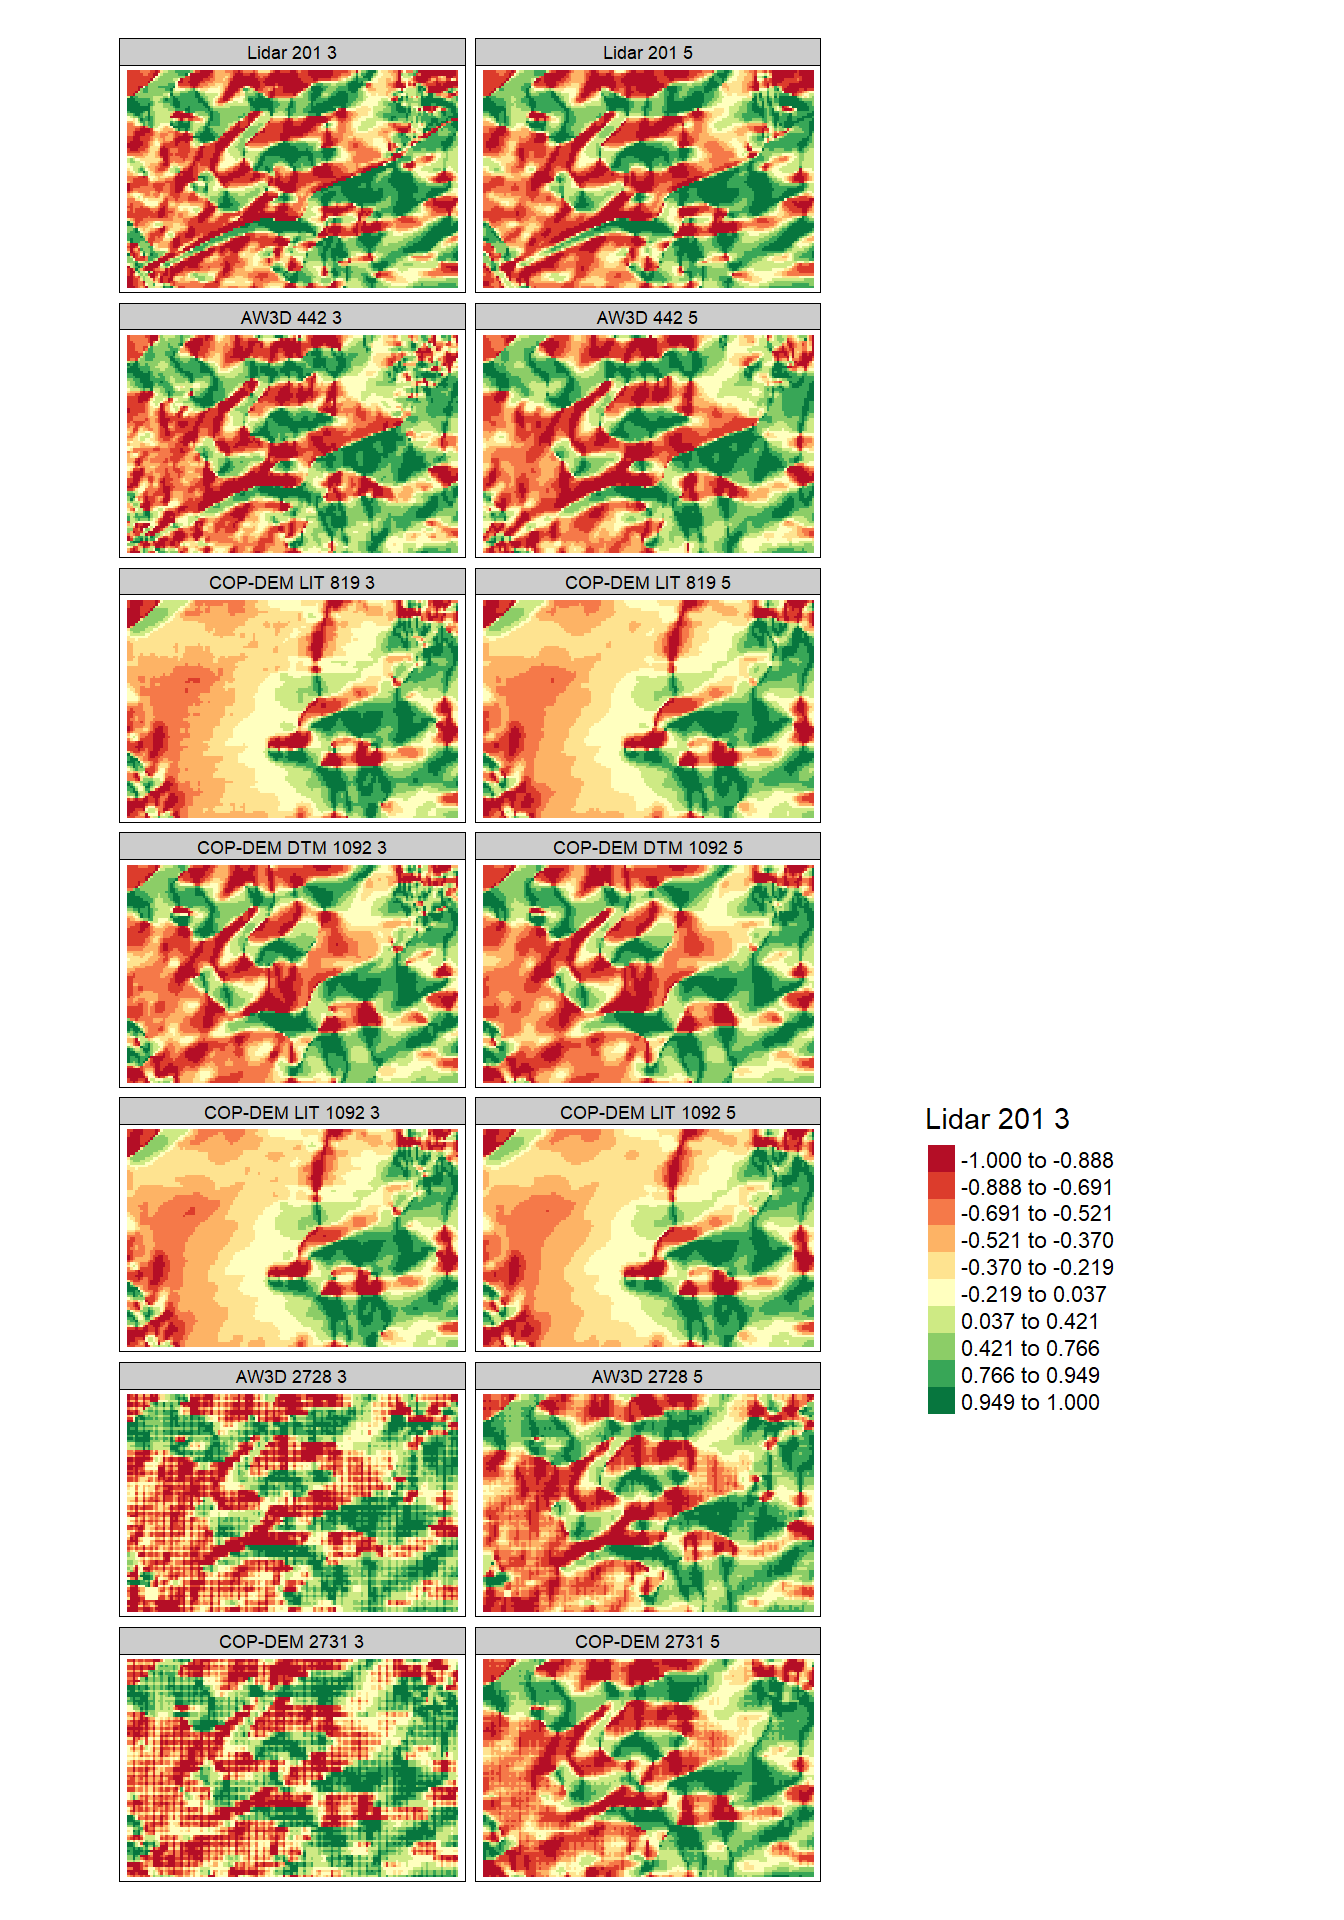 Lidar 201 3
Lidar 201 5
AW3D 442 3
AW3D 442 5
COP-DEM LIT 819 3
COP-DEM LIT 819 5
COP-DEM DTM 1092 3
COP-DEM DTM 1092 5
COP-DEM LIT 1092 3
COP-DEM LIT 1092 5
AW3D 2728 3
AW3D 2728 5
COP-DEM 2731 3
COP-DEM 2731 5
Lidar 201 3
-1.000 to -0.888
-0.888 to -0.691
-0.691 to -0.521
-0.521 to -0.370
-0.370 to -0.219
-0.219 to 0.037
0.037 to 0.421
0.421 to 0.766
0.766 to 0.949
0.949 to 1.000